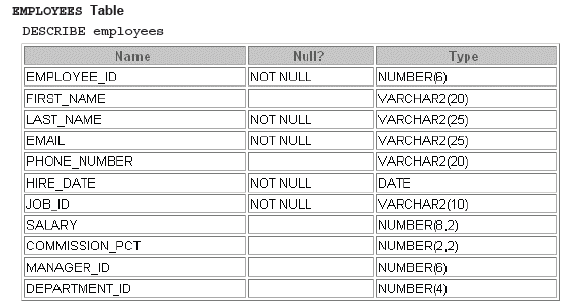 EMPLOYEES Table
DESCRIBE employees
Name Null? Type
EMPLOYEE_ID NOT NULL NUMBER(6)
FIRST_NAME VARCHAR2(20)
LAST_NAME NOT NULL VARCHAR2(25)
EMAIL NOT NULL VARCHAR2(25)
PHONE_NUMBER VARCHAR2(20)
HIRE_DATE NOT NULL DATE
JOB_ID NOT NULL VARCHAR2(10)
SALARY NUMBER(8,2)
COMMISSION_PCT NUMBER(2,2)
MANAGER_ID NUMBER(6)
DEPARTMENT_ID NUMBER(4)